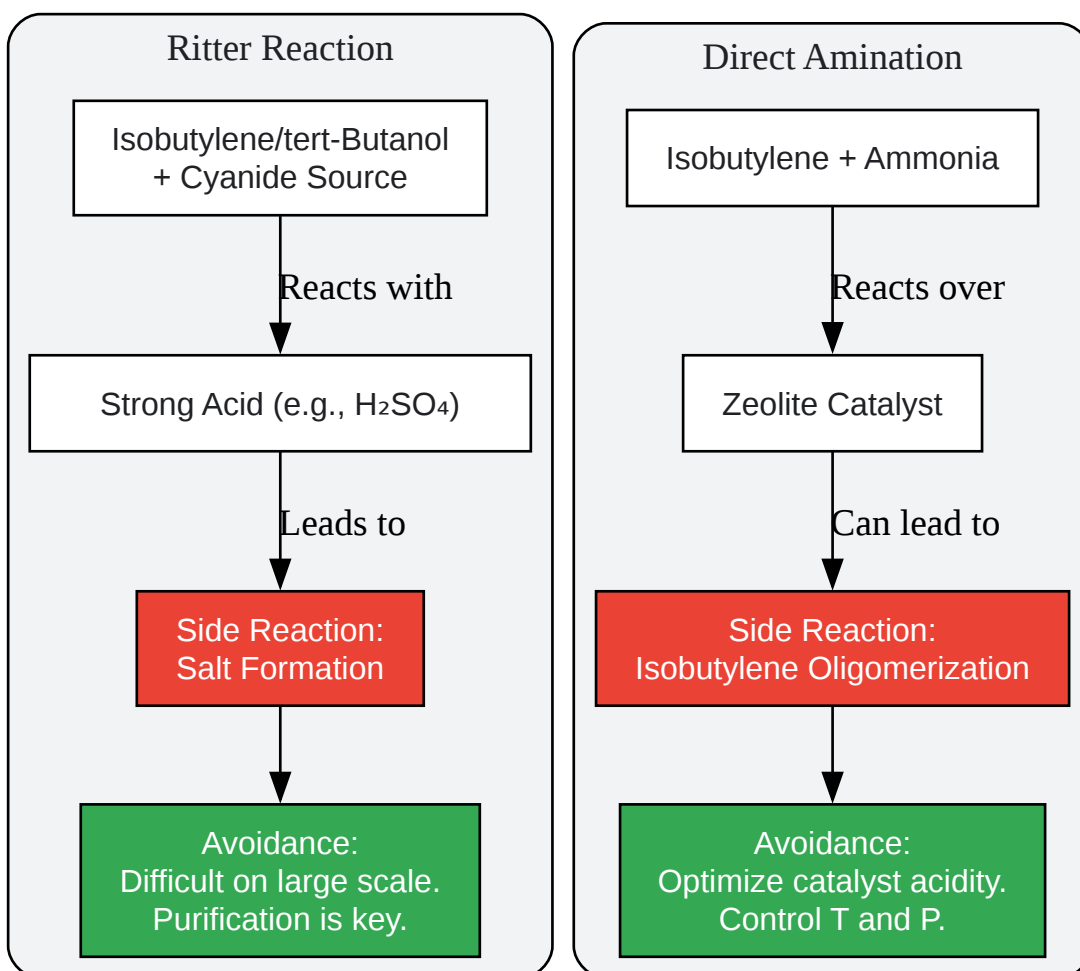 Ritter Reaction
Isobutylene/tert-Butanol
+ Cyanide Source
Reacts with
Strong Acid (e.g., H₂SO₄)
Leads to
Side Reaction:
Salt Formation
Avoidance:
Difficult on large scale.
Purification is key.
Direct Amination
Isobutylene + Ammonia
Reacts over
Zeolite Catalyst
Can lead to
Side Reaction:
Isobutylene Oligomerization
Avoidance:
Optimize catalyst acidity.
Control T and P.